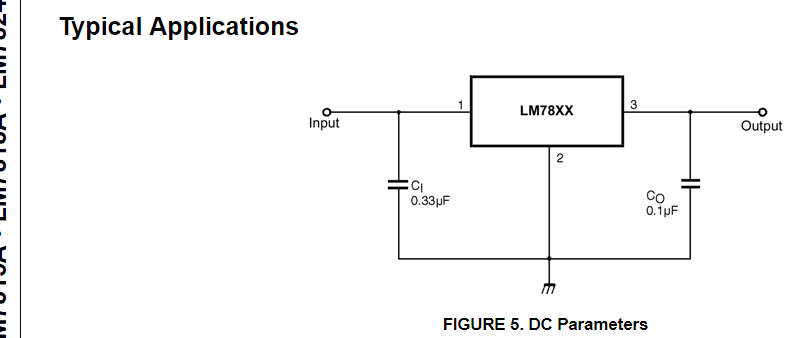 Typical Applications
LM78XX
1
3
Input
Output
2
CI
0.33µF
CO
0.1µF
FIGURE 5. DC Parameters